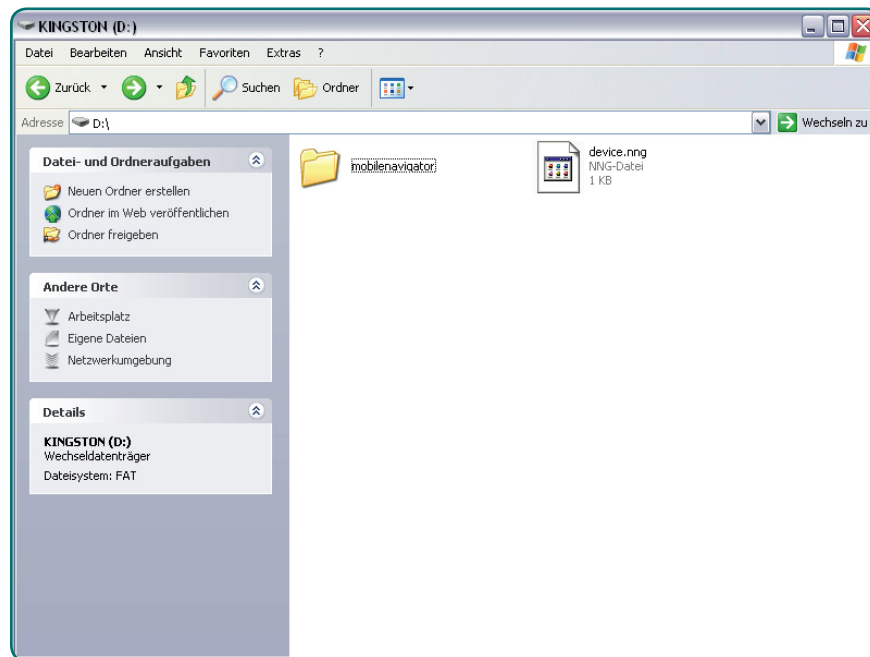 KINGSTON (D:)
Datei Bearbeiten Ansicht Favoriten Extras ?
Zurück Suchen Ordner
Adresse D:\ Wechseln zu
Datei- und Ordneraufgaben
Neuen Ordner erstellen
Ordner im Web veröffentlichen
Ordner freigeben
Andere Orte
Arbeitsplatz
Eigene Dateien
Netzwerkumgebung
Details
KINGSTON (D:)
Wechseldatenträger
Dateisystem: FAT
mobilenavigator
device.nng
NNG-Datei
1 KB